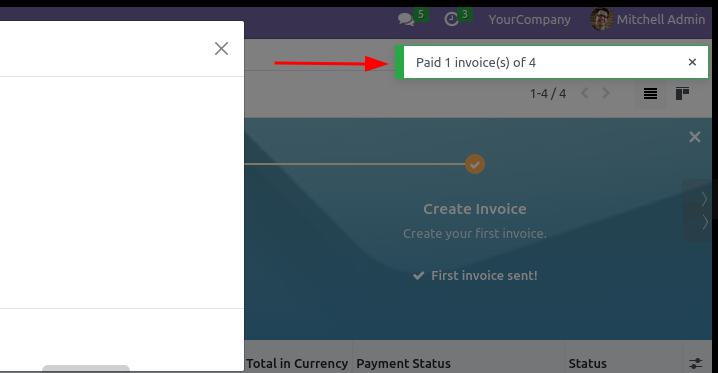 5 3 YourCompany Mitchell Admin
Paid 1 invoice(s) of 4
1-4 / 4
Create Invoice
Create your first invoice.
First invoice sent!
Total in Currency Payment Status Status